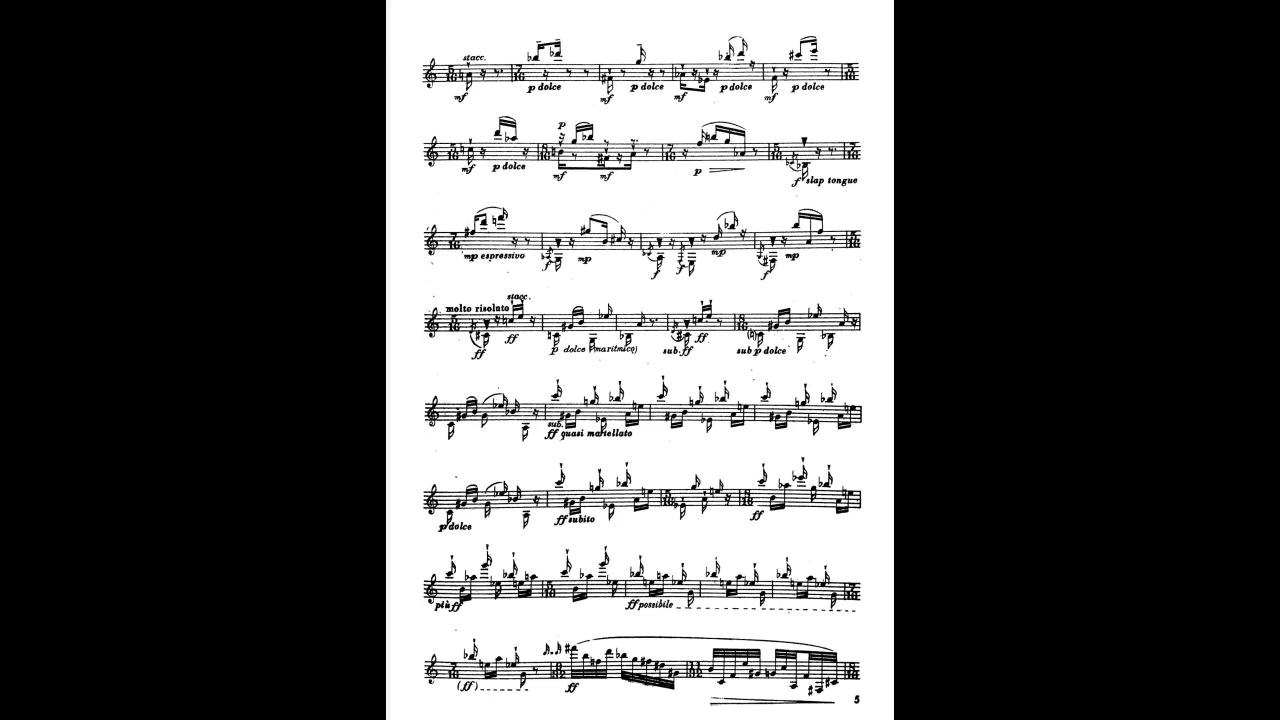 stacc.
mf p dolce mf p dolce mf p dolce mf p dolce
p
mf p dolce mf mf p f slap tongue
mp espressivo f mp f f mp f mp
molto risoluto stacc.
ff ff p dolce (maritmico) sub. ff ff sub p dolce
sub.
ff quasi martellato
p dolce ff subito ff
più ff ff possibile
(ff) ff
5